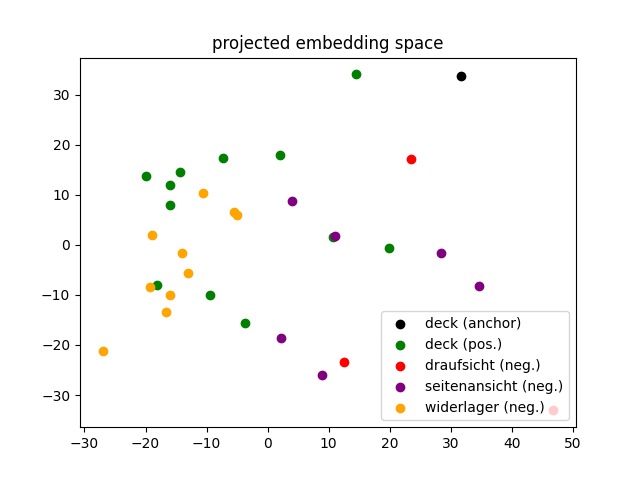 projected embedding space
30
20
10
0
−10
−20
−30
−30 −20 −10 0 10 20 30 40 50
deck (anchor)
deck (pos.)
draufsicht (neg.)
seitenansicht (neg.)
widerlager (neg.)